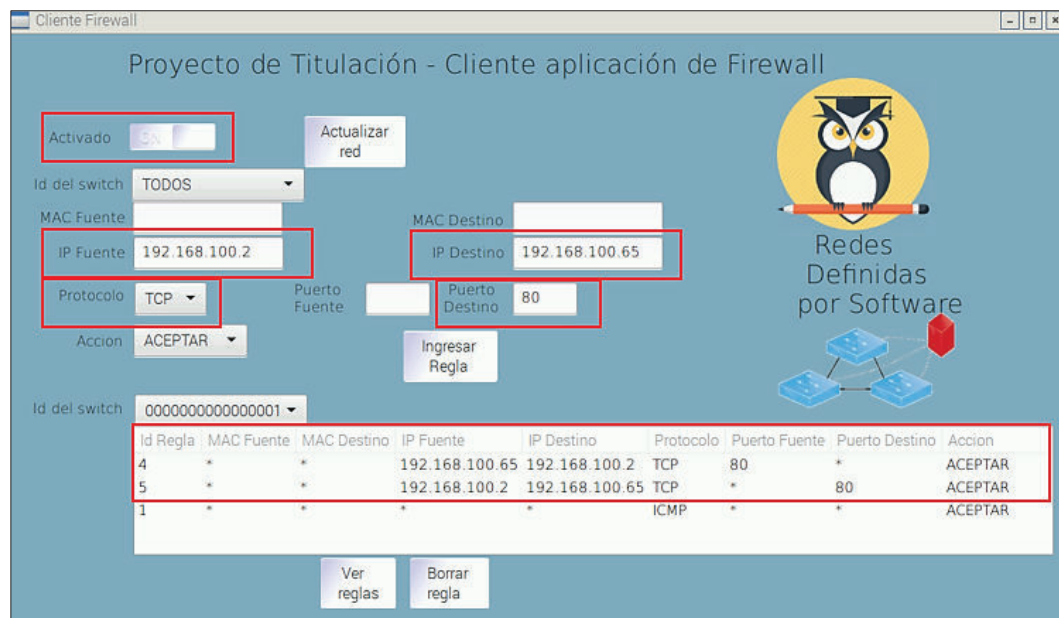 Cliente Firewall
Proyecto de Titulación - Cliente aplicación de Firewall
Activado
Actualizar
red
Id del switch TODOS
MAC Fuente MAC Destino
IP Fuente 192.168.100.2 IP Destino 192.168.100.65
Protocolo TCP Puerto
Fuente Puerto
Destino 80
Accion ACEPTAR
Ingresar
Regla
Redes
Definidas
por Software
Id del switch 0000000000000001
Id Regla MAC Fuente MAC Destino IP Fuente IP Destino Protocolo Puerto Fuente Puerto Destino Accion
4 * * 192.168.100.65 192.168.100.2 TCP 80 * ACEPTAR
5 * * 192.168.100.2 192.168.100.65 TCP * 80 ACEPTAR
1 * * * * ICMP * * ACEPTAR
Ver
reglas
Borrar
regla